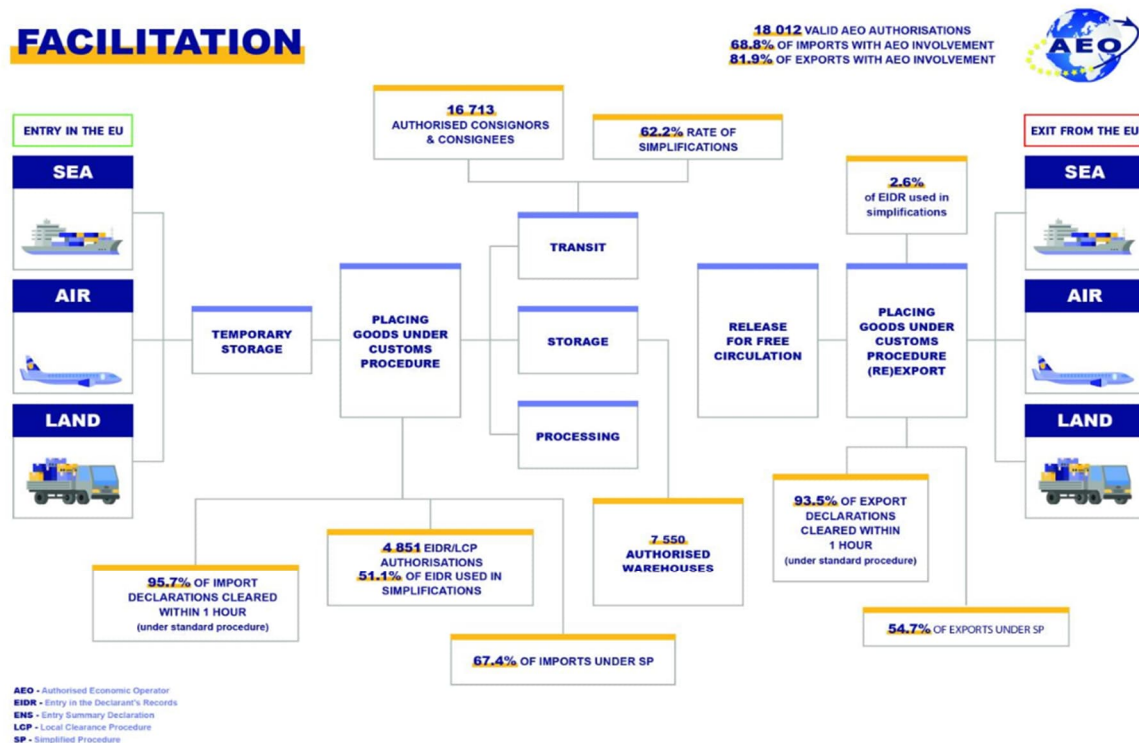 FACILITATION
18 012 VALID AEO AUTHORISATIONS
68.8% OF IMPORTS WITH AEO INVOLVEMENT
81.9% OF EXPORTS WITH AEO INVOLVEMENT
AEO
ENTRY IN THE EU
SEA
AIR
LAND
TEMPORARY
STORAGE
PLACING
GOODS UNDER
CUSTOMS
PROCEDURE
16 713
AUTHORISED CONSIGNORS
& CONSIGNEES
62.2% RATE OF
SIMPLIFICATIONS
TRANSIT
STORAGE
PROCESSING
95.7% OF IMPORT
DECLARATIONS CLEARED
WITHIN 1 HOUR
(under standard procedure)
4 851 EIDR/LCP
AUTHORISATIONS
51.1% OF EIDR USED IN
SIMPLIFICATIONS
67.4% OF IMPORTS UNDER SP
7 550
AUTHORISED
WAREHOUSES
RELEASE
FOR FREE
CIRCULATION
2.6%
of EIDR used in
simplifications
PLACING
GOODS UNDER
CUSTOMS
PROCEDURE
(RE)EXPORT
93.5% OF EXPORT
DECLARATIONS
CLEARED WITHIN
1 HOUR
(under standard procedure)
54.7% OF EXPORTS UNDER SP
EXIT FROM THE EU
SEA
AIR
LAND
AEO - Authorised Economic Operator
EIDR - Entry in the Declarant's Records
ENS - Entry Summary Declaration
LCP - Local Clearance Procedure
SP - Simplified Procedure